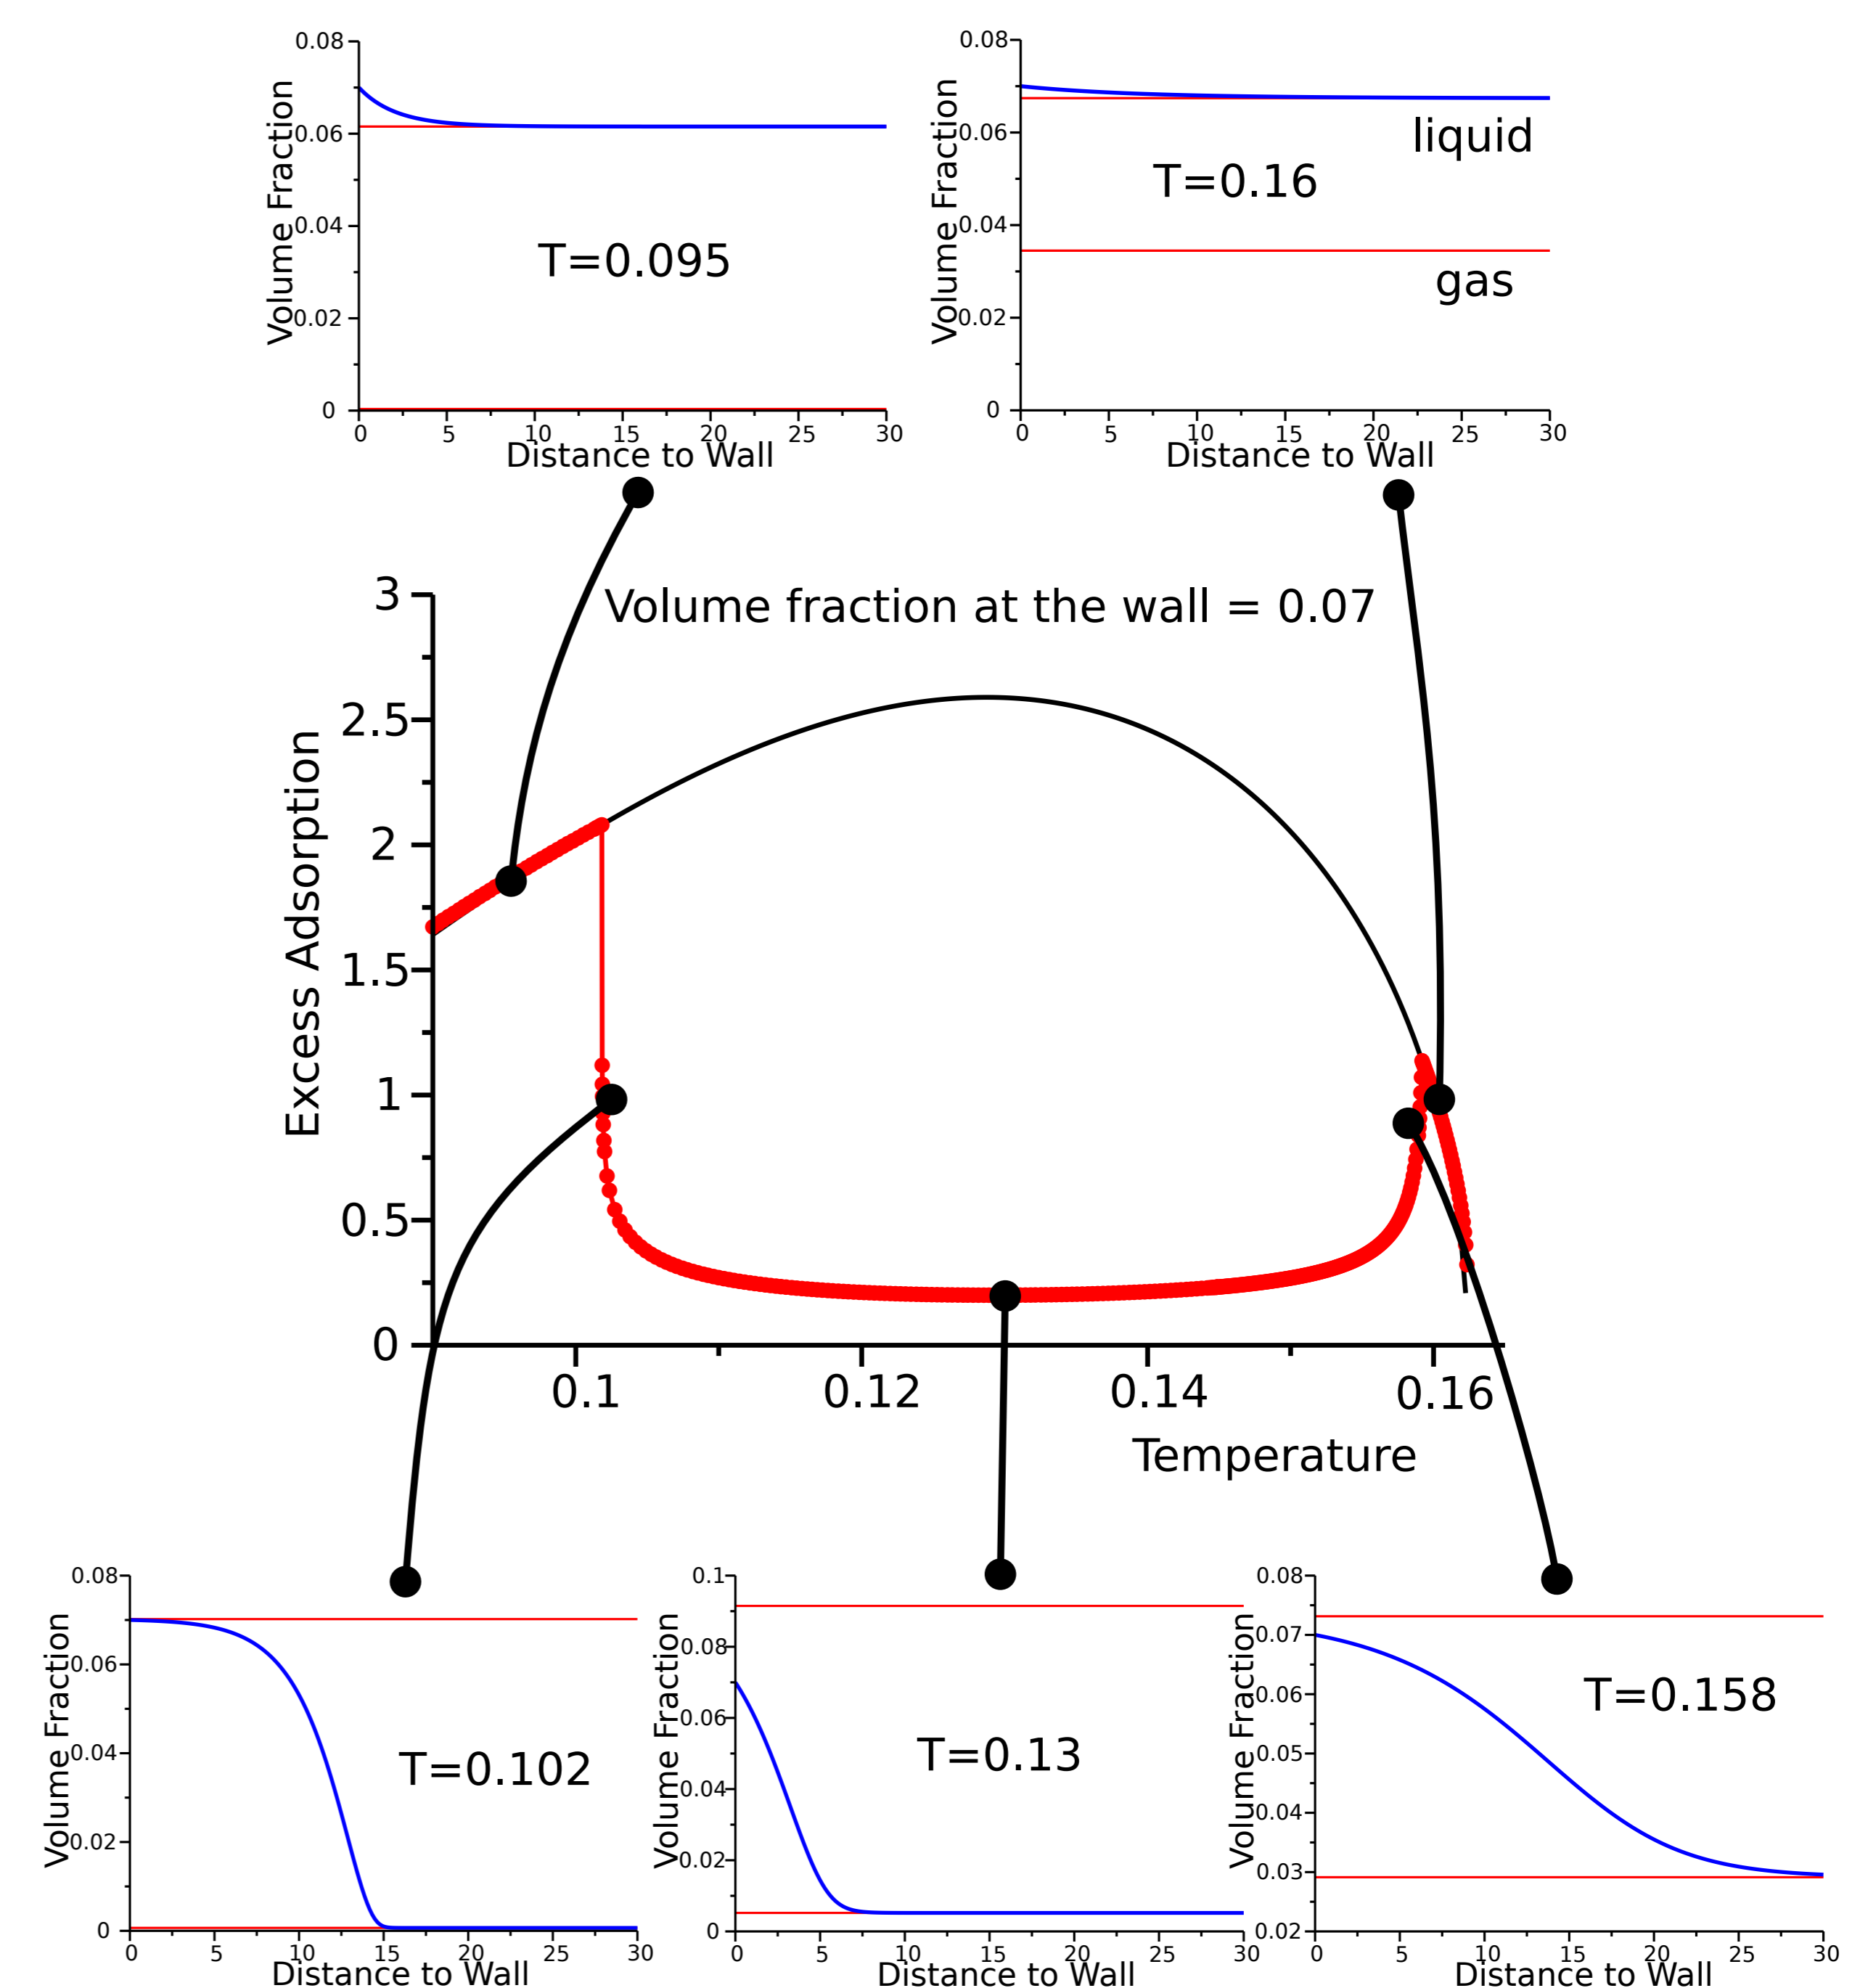 0.08
0.06
0.04
0.02
0
Volume Fraction
T=0.095
0 5 10 15 20 25 30
Distance to Wall
0.08
0.06
0.04
0.02
0
Volume Fraction
liquid
T=0.16
gas
0 5 10 15 20 25 30
Distance to Wall
Volume fraction at the wall = 0.07
3
2.5
2
1.5
1
0.5
0
Excess Adsorption
0.1 0.12 0.14 0.16
Temperature
0.08
0.06
0.04
0.02
0
Volume Fraction
T=0.102
0 5 10 15 20 25 30
Distance to Wall
0.1
0.08
0.06
0.04
0.02
0
Volume Fraction
T=0.13
0 5 10 15 20 25 30
Distance to Wall
0.08
0.07
0.06
0.05
0.04
0.03
0.02
Volume Fraction
T=0.158
0 5 10 15 20 25 30
Distance to Wall